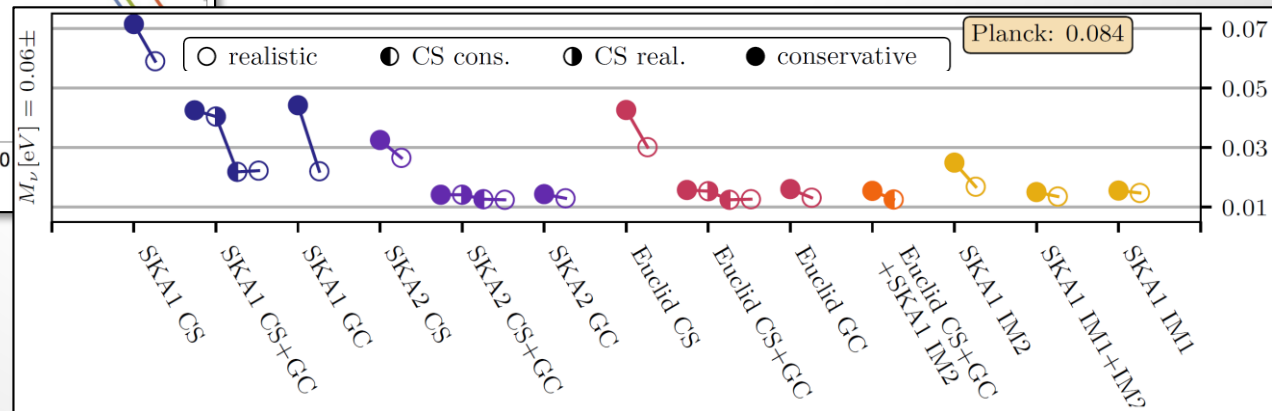 M_ν [eV] = 0.06±
realistic
CS cons.
CS real.
conservative
Planck: 0.084
0.07
0.05
0.03
0.01
0
SKA1 CS
SKA1 CS+GC
SKA1 GC
SKA2 CS
SKA2 CS+GC
SKA2 GC
Euclid CS
Euclid CS+GC
Euclid GC
Euclid CS+GC
+SKA1 IM2
SKA1 IM2
SKA1 IM1+IM2
SKA1 IM1